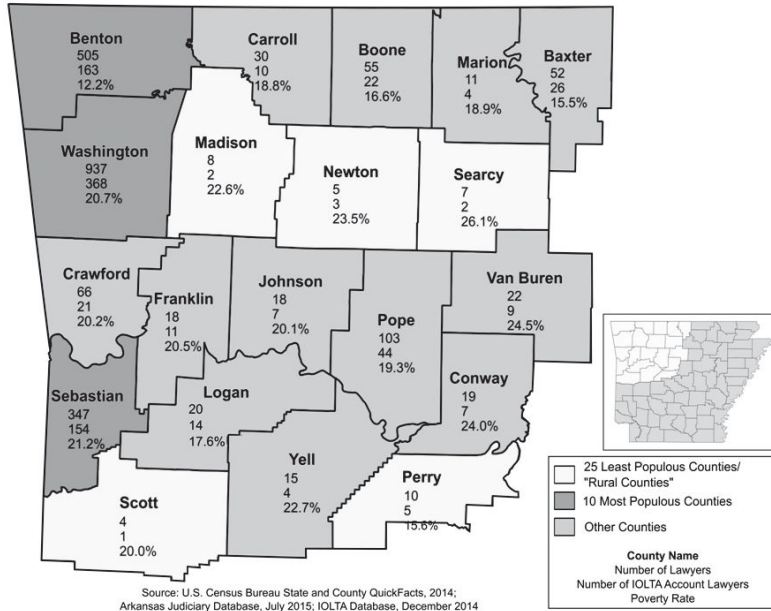 Benton
505
163
12.2%
Carroll
30
10
18.8%
Boone
55
22
16.6%
Marion
11
4
18.9%
Baxter
52
26
15.5%
Washington
937
368
20.7%
Madison
8
2
22.6%
Newton
5
3
23.5%
Searcy
7
2
26.1%
Crawford
66
21
20.2%
Franklin
18
11
20.5%
Johnson
18
7
20.1%
Pope
103
44
19.3%
Van Buren
22
9
24.5%
Sebastian
347
154
21.2%
Logan
20
14
17.6%
Conway
19
7
24.0%
Yell
15
4
22.7%
Perry
10
5
15.6%
Scott
4
1
20.0%
25 Least Populous Counties/
"Rural Counties"
10 Most Populous Counties
Other Counties
County Name
Number of Lawyers
Number of IOLTA Account Lawyers
Poverty Rate
Source: U.S. Census Bureau State and County QuickFacts, 2014;
Arkansas Judiciary Database, July 2015; IOLTA Database, December 2014